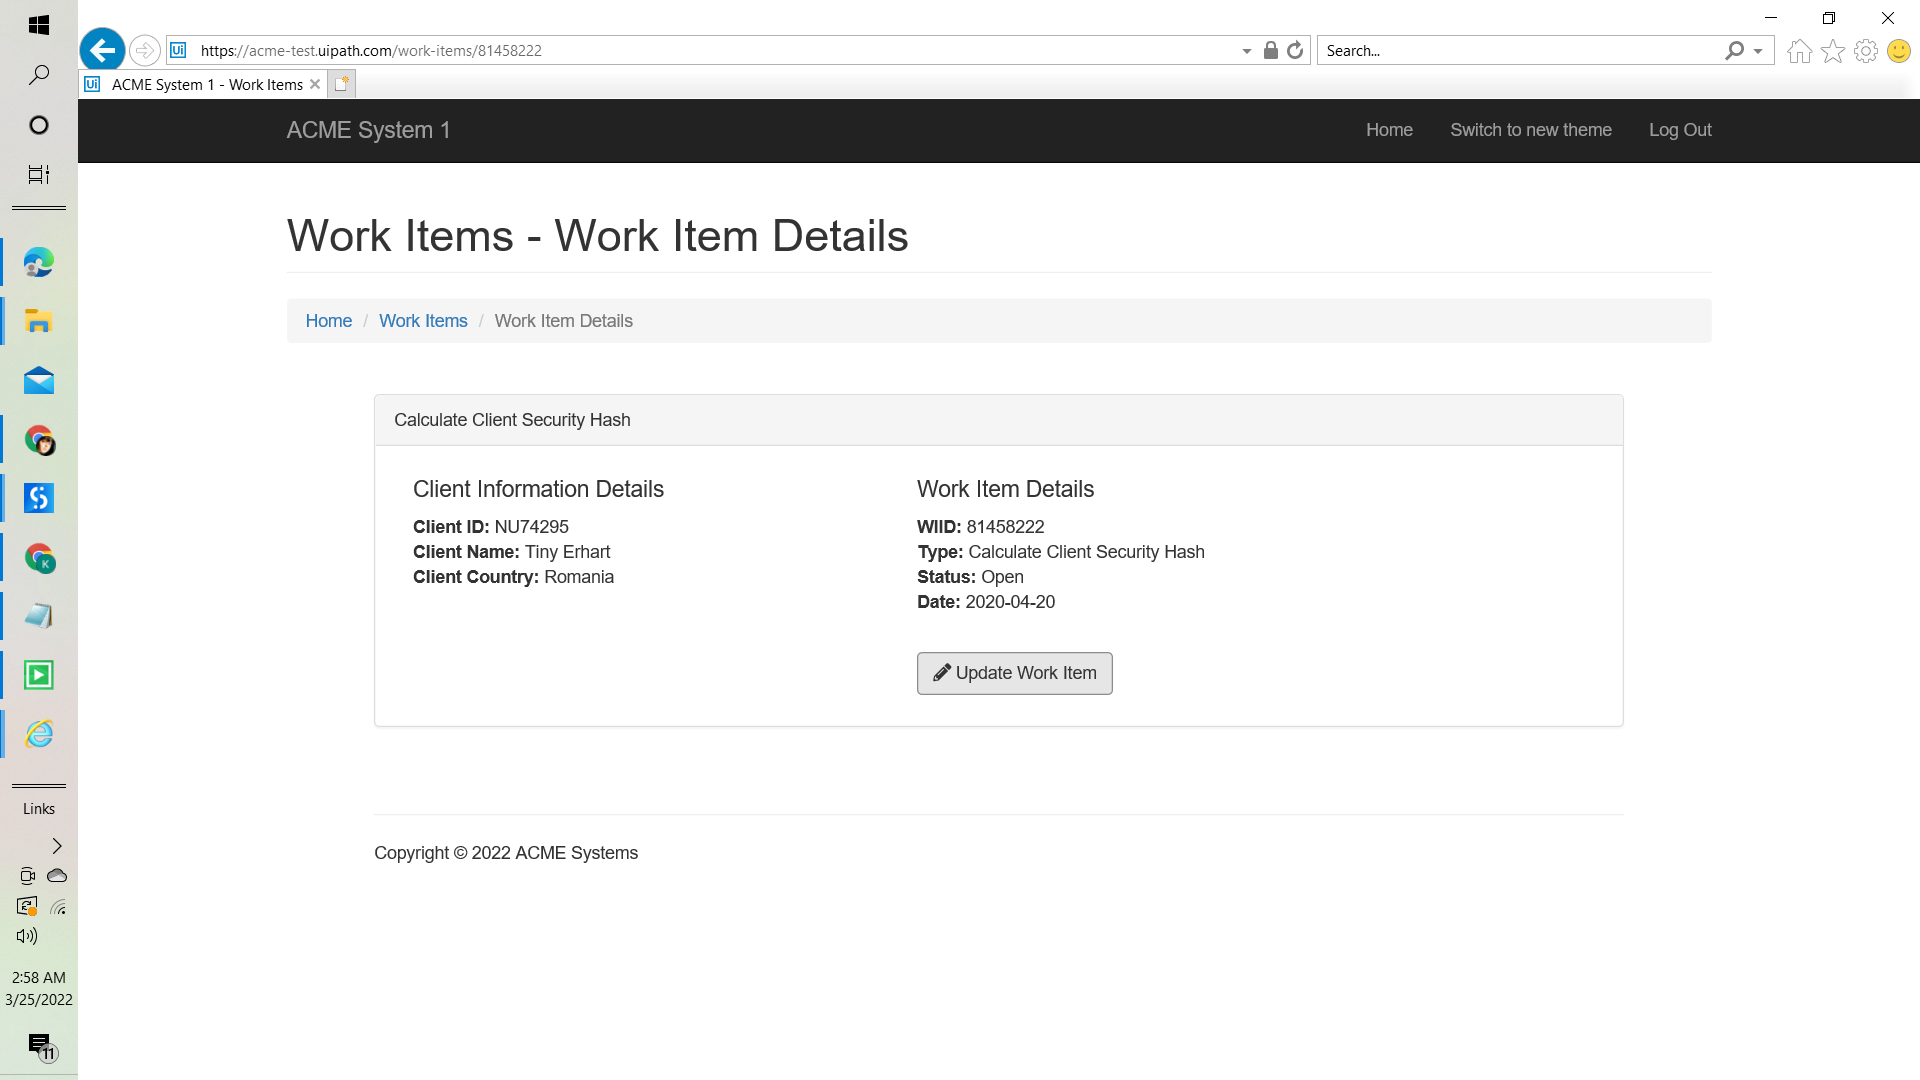 https://acme-test.uipath.com/work-items/81458222
Search...
Ui ACME System 1 - Work Items
ACME System 1
Home Switch to new theme Log Out
Work Items - Work Item Details
Home / Work Items / Work Item Details
Calculate Client Security Hash
Client Information Details
Client ID: NU74295
Client Name: Tiny Erhart
Client Country: Romania
Work Item Details
WIID: 81458222
Type: Calculate Client Security Hash
Status: Open
Date: 2020-04-20
Update Work Item
Copyright © 2022 ACME Systems
K
Links
2:58 AM
3/25/2022
11